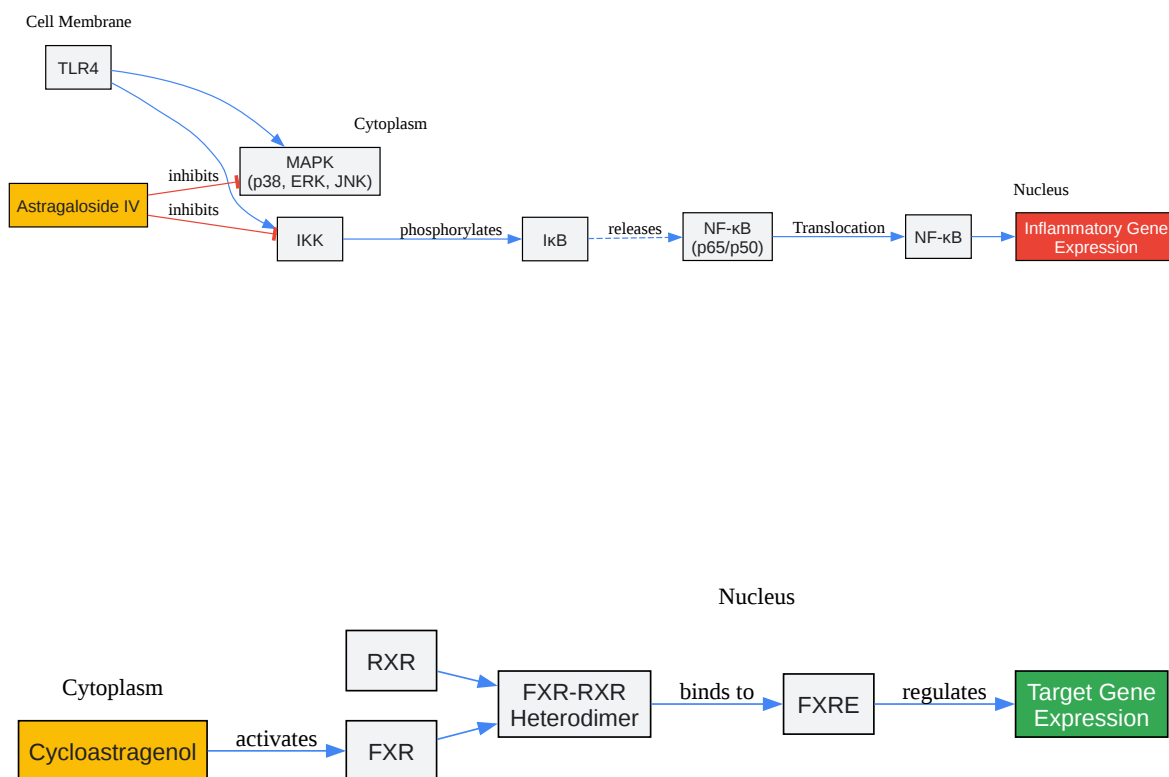 Cell Membrane
TLR4
Cytoplasm
MAPK
(p38, ERK, JNK)
inhibits
Astragaloside IV
inhibits
IKK
phosphorylates
IκB
releases
NF-κB
(p65/p50)
Translocation
NF-κB
Nucleus
Inflammatory Gene
Expression
Nucleus
Cytoplasm
RXR
Cycloastragenol
activates
FXR
FXR-RXR
Heterodimer
binds to
FXRE
regulates
Target Gene
Expression